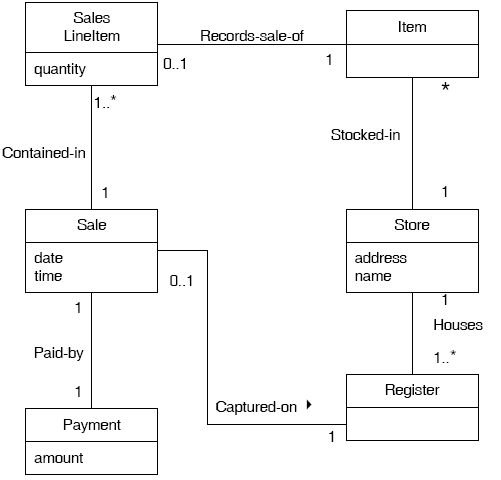 Sales
LineItem
quantity
Records-sale-of
0..1
1
Item
1..*
*
Contained-in
Stocked-in
1
1
Sale
date
time
Store
address
name
0..1
1
1
Paid-by
Houses
1..*
1
Captured-on
1
Register
Payment
amount